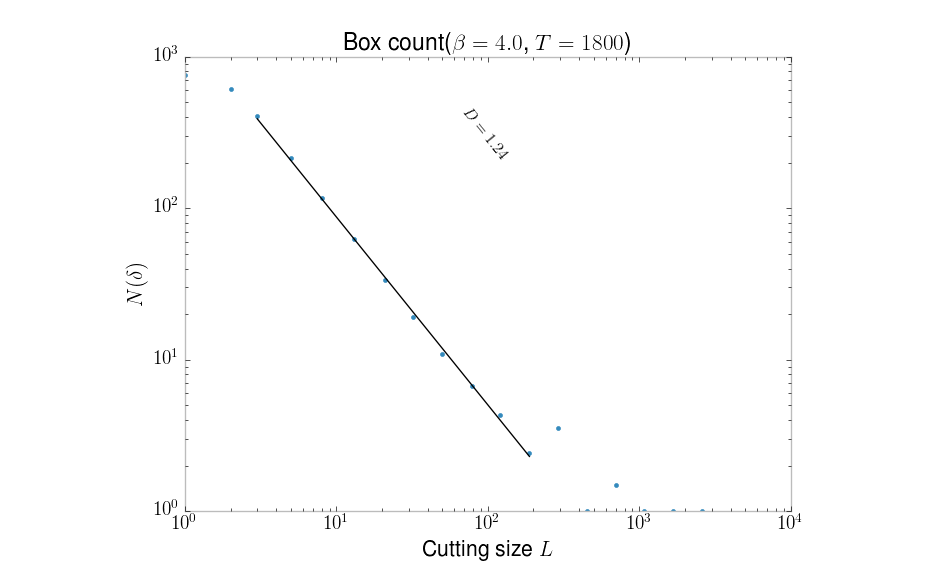 Box count(β = 4.0, T = 1800)
10³
D = 1.24
10²
N(δ)
10¹
10⁰
10⁰ 10¹ 10² 10³ 10⁴
Cutting size L